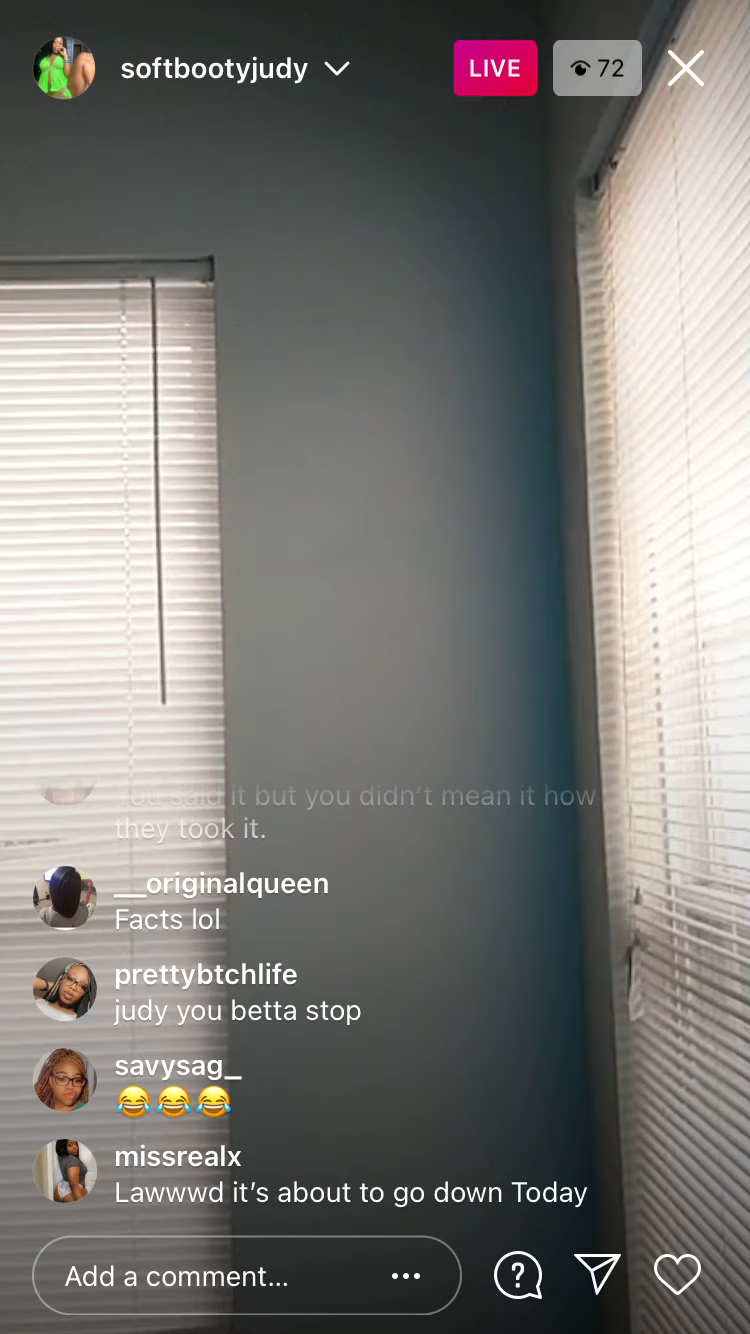 softbootyjudy
LIVE
72
You said it but you didn’t mean it how
they took it.
__originalqueen
Facts lol
prettybtchlife
judy you betta stop
savysag_
😂😂😂
missrealx
Lawwwd it’s about to go down Today
Add a comment...